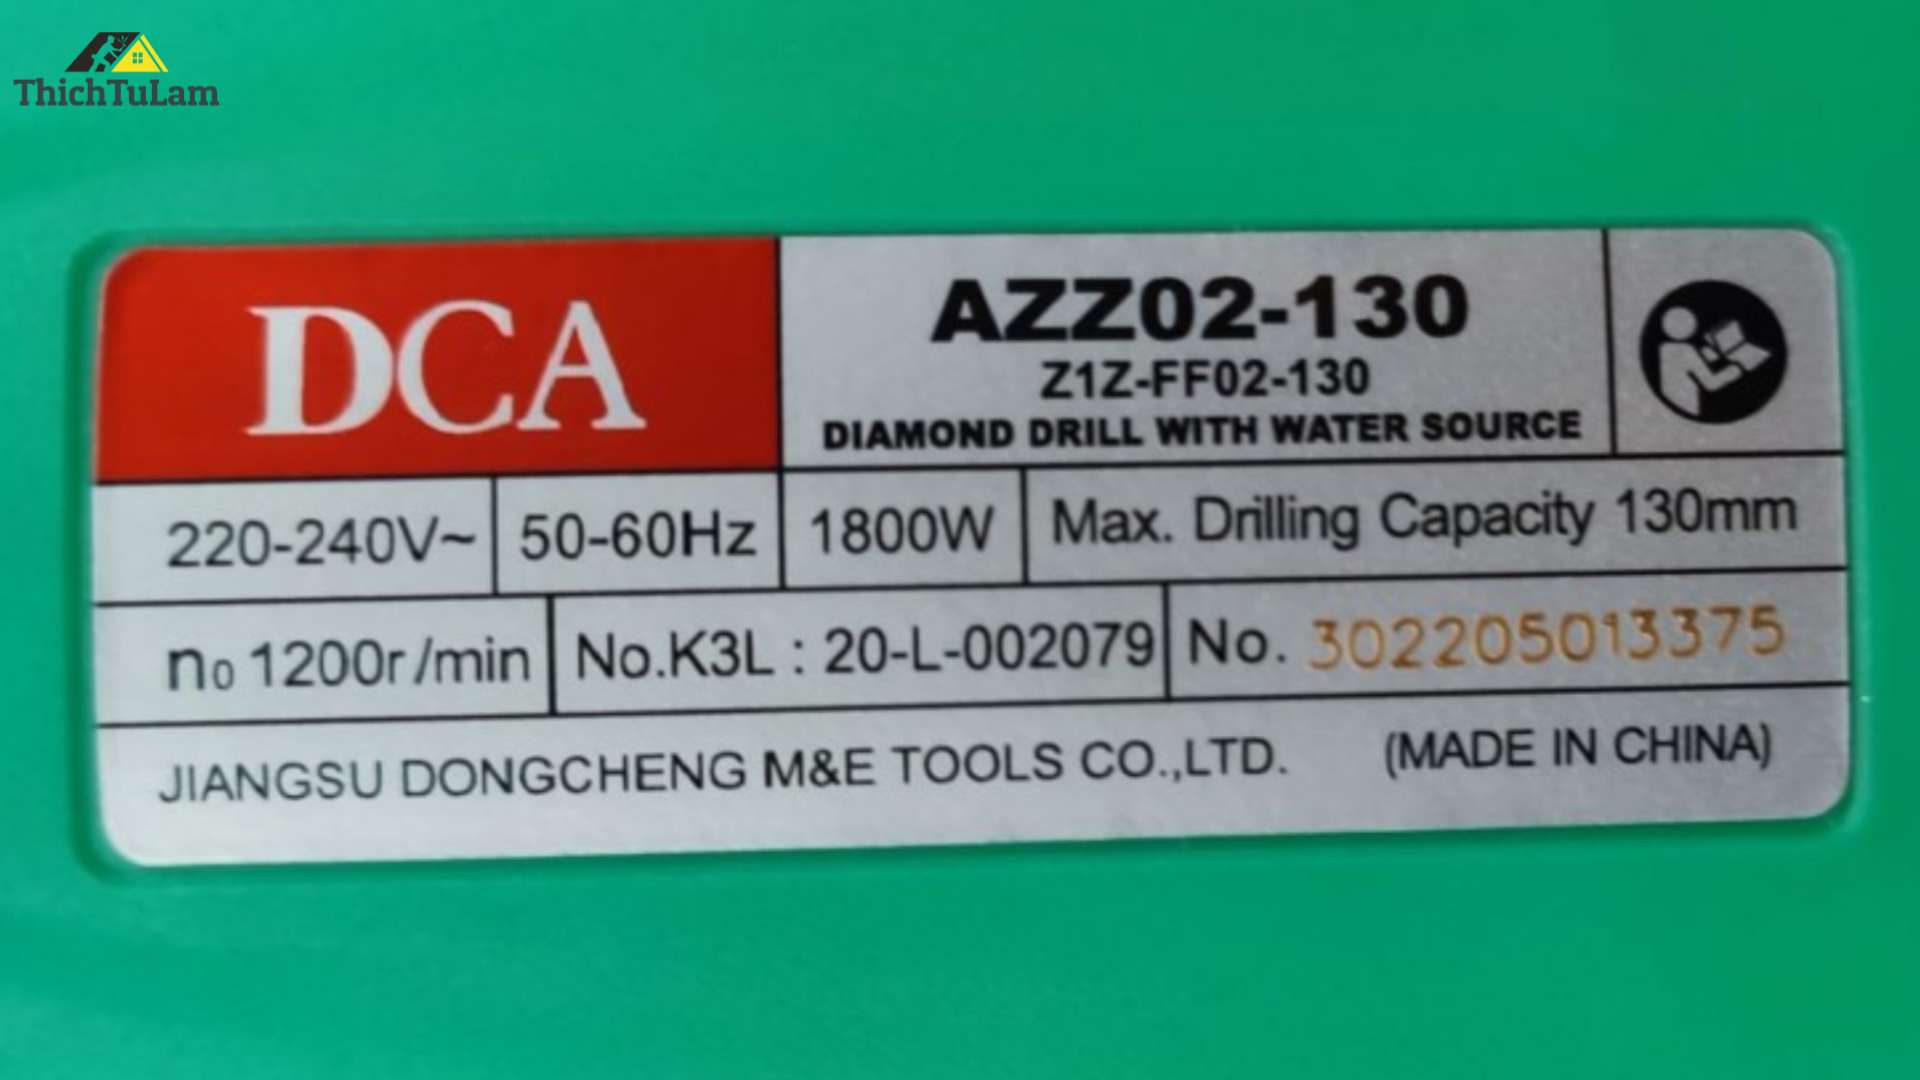 ThichTuLam
DCA
AZZ02-130
Z1Z-FF02-130
DIAMOND DRILL WITH WATER SOURCE
220-240V~ 50-60Hz 1800W Max. Drilling Capacity 130mm
n₀ 1200r/min No.K3L : 20-L-002079 No. 302205013375
JIANGSU DONGCHENG M&E TOOLS CO.,LTD. (MADE IN CHINA)